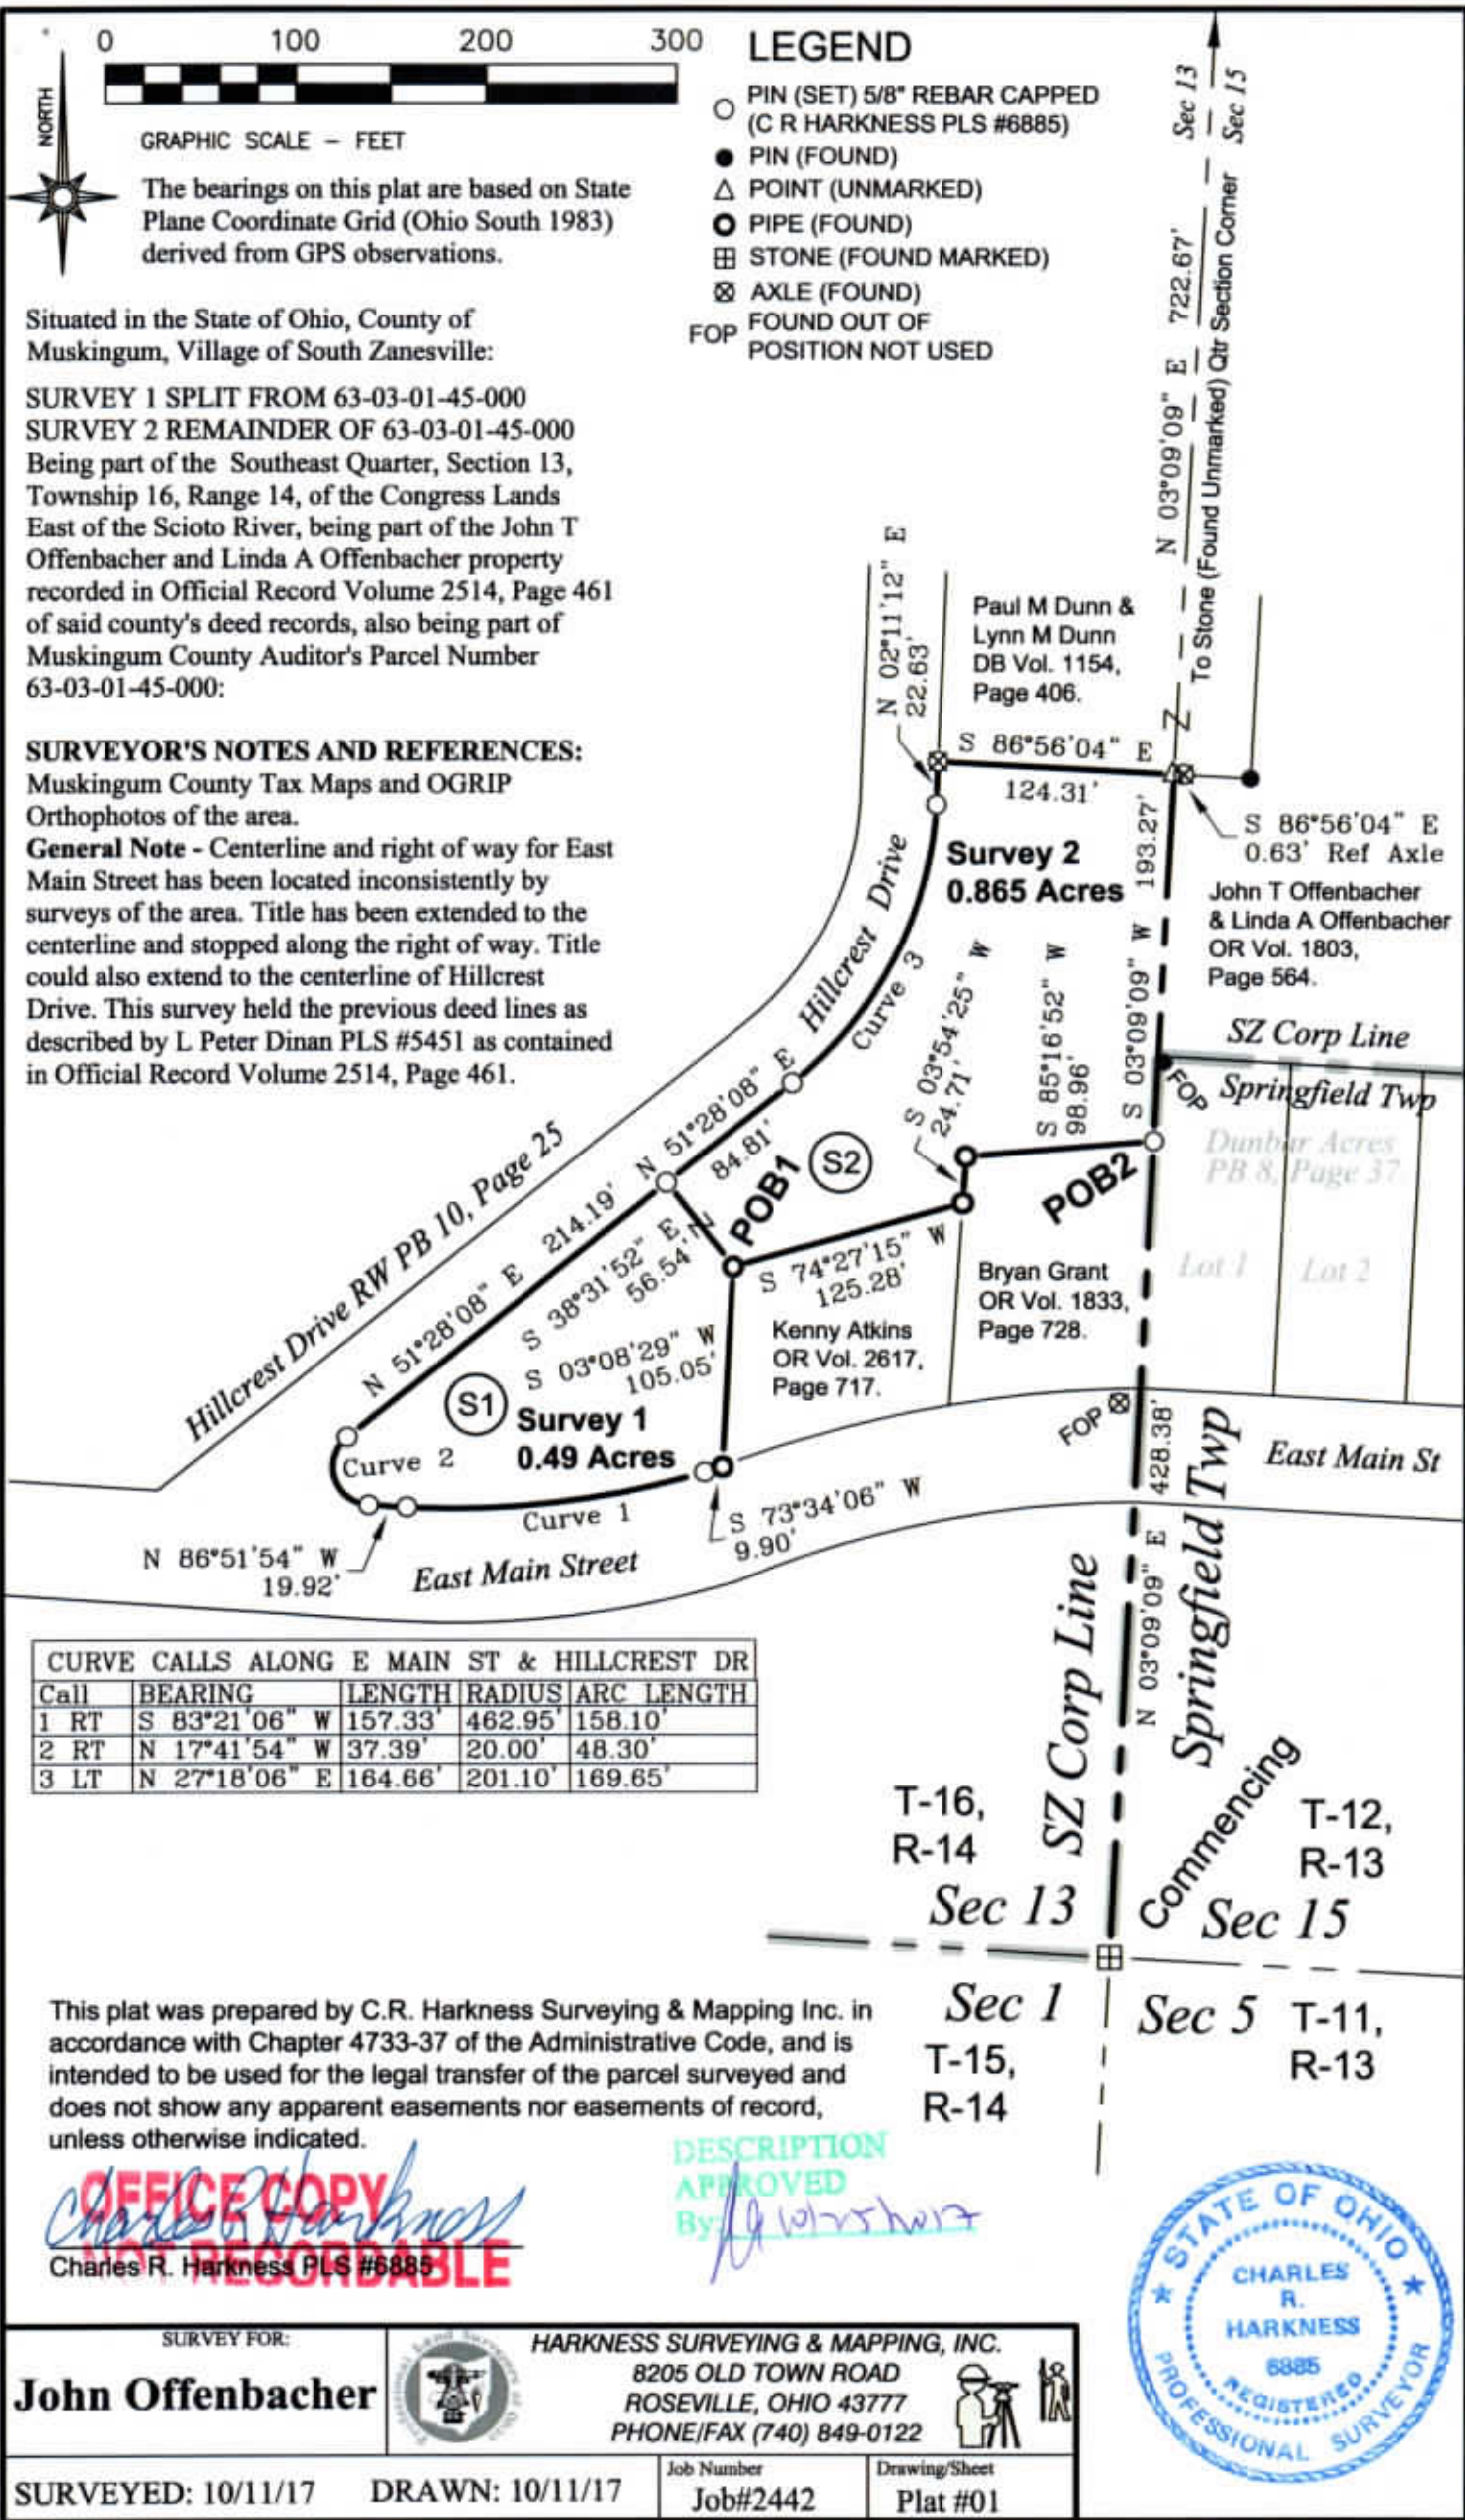 0 100 200 300
NORTH
GRAPHIC SCALE – FEET
The bearings on this plat are based on State
Plane Coordinate Grid (Ohio South 1983)
derived from GPS observations.
LEGEND
PIN (SET) 5/8" REBAR CAPPED
(C R HARKNESS PLS #6885)
PIN (FOUND)
POINT (UNMARKED)
PIPE (FOUND)
STONE (FOUND MARKED)
AXLE (FOUND)
FOP FOUND OUT OF
POSITION NOT USED
Sec 13
Sec 15
N 03°09'09" E 722.67'
To Stone (Found Unmarked) Qtr Section Corner
Situated in the State of Ohio, County of
Muskingum, Village of South Zanesville:
SURVEY 1 SPLIT FROM 63-03-01-45-000
SURVEY 2 REMAINDER OF 63-03-01-45-000
Being part of the Southeast Quarter, Section 13,
Township 16, Range 14, of the Congress Lands
East of the Scioto River, being part of the John T
Offenbacher and Linda A Offenbacher property
recorded in Official Record Volume 2514, Page 461
of said county's deed records, also being part of
Muskingum County Auditor's Parcel Number
63-03-01-45-000:
SURVEYOR'S NOTES AND REFERENCES:
Muskingum County Tax Maps and OGRIP
Orthophotos of the area.
General Note - Centerline and right of way for East
Main Street has been located inconsistently by
surveys of the area. Title has been extended to the
centerline and stopped along the right of way. Title
could also extend to the centerline of Hillcrest
Drive. This survey held the previous deed lines as
described by L Peter Dinan PLS #5451 as contained
in Official Record Volume 2514, Page 461.
N 02°11'12" E
22.63'
Paul M Dunn &
Lynn M Dunn
DB Vol. 1154,
Page 406.
S 86°56'04" E
124.31'
S 86°56'04" E
0.63' Ref Axle
Survey 2
0.865 Acres
S 03°09'09" W 193.27'
John T Offenbacher
& Linda A Offenbacher
OR Vol. 1803,
Page 564.
Hillcrest Drive
Curve 3
S 03°54'25" W
24.71'
S 85°16'52" W
98.96'
SZ Corp Line
FOP
Springfield Twp
Dunbar Acres
PB 8, Page 37
Lot 1
Lot 2
N 51°28'08" E
84.81'
S2
POB1
POB2
Hillcrest Drive RW PB 10, Page 25
N 51°28'08" E 214.19'
S 38°31'52" E
56.54'
S 74°27'15" W
125.28'
Bryan Grant
OR Vol. 1833,
Page 728.
Kenny Atkins
OR Vol. 2617,
Page 717.
S 03°08'29" W
105.05'
S1
Survey 1
0.49 Acres
Curve 2
Curve 1
N 86°51'54" W
19.92'
S 73°34'06" W
9.90'
East Main Street
FOP
East Main St
N 03°09'09" E 428.38'
SZ Corp Line
Springfield Twp
CURVE CALLS ALONG E MAIN ST & HILLCREST DR
Call BEARING LENGTH RADIUS ARC LENGTH
1 RT S 83°21'06" W 157.33' 462.95' 158.10'
2 RT N 17°41'54" W 37.39' 20.00' 48.30'
3 LT N 27°18'06" E 164.66' 201.10' 169.65'
T-16,
R-14
Sec 13
Commencing
T-12,
R-13
Sec 15
Sec 1
T-15,
R-14
Sec 5
T-11,
R-13
This plat was prepared by C.R. Harkness Surveying & Mapping Inc. in
accordance with Chapter 4733-37 of the Administrative Code, and is
intended to be used for the legal transfer of the parcel surveyed and
does not show any apparent easements nor easements of record,
unless otherwise indicated.
OFFICE COPY
NOT RECORDABLE
Charles R Harkness
Charles R. Harkness PLS #6885
DESCRIPTION
APPROVED
By:
STATE OF OHIO
CHARLES
R.
HARKNESS
6885
REGISTERED
PROFESSIONAL SURVEYOR
SURVEY FOR:
John Offenbacher
HARKNESS SURVEYING & MAPPING, INC.
8205 OLD TOWN ROAD
ROSEVILLE, OHIO 43777
PHONE/FAX (740) 849-0122
SURVEYED: 10/11/17 DRAWN: 10/11/17
Job Number
Job#2442
Drawing/Sheet
Plat #01